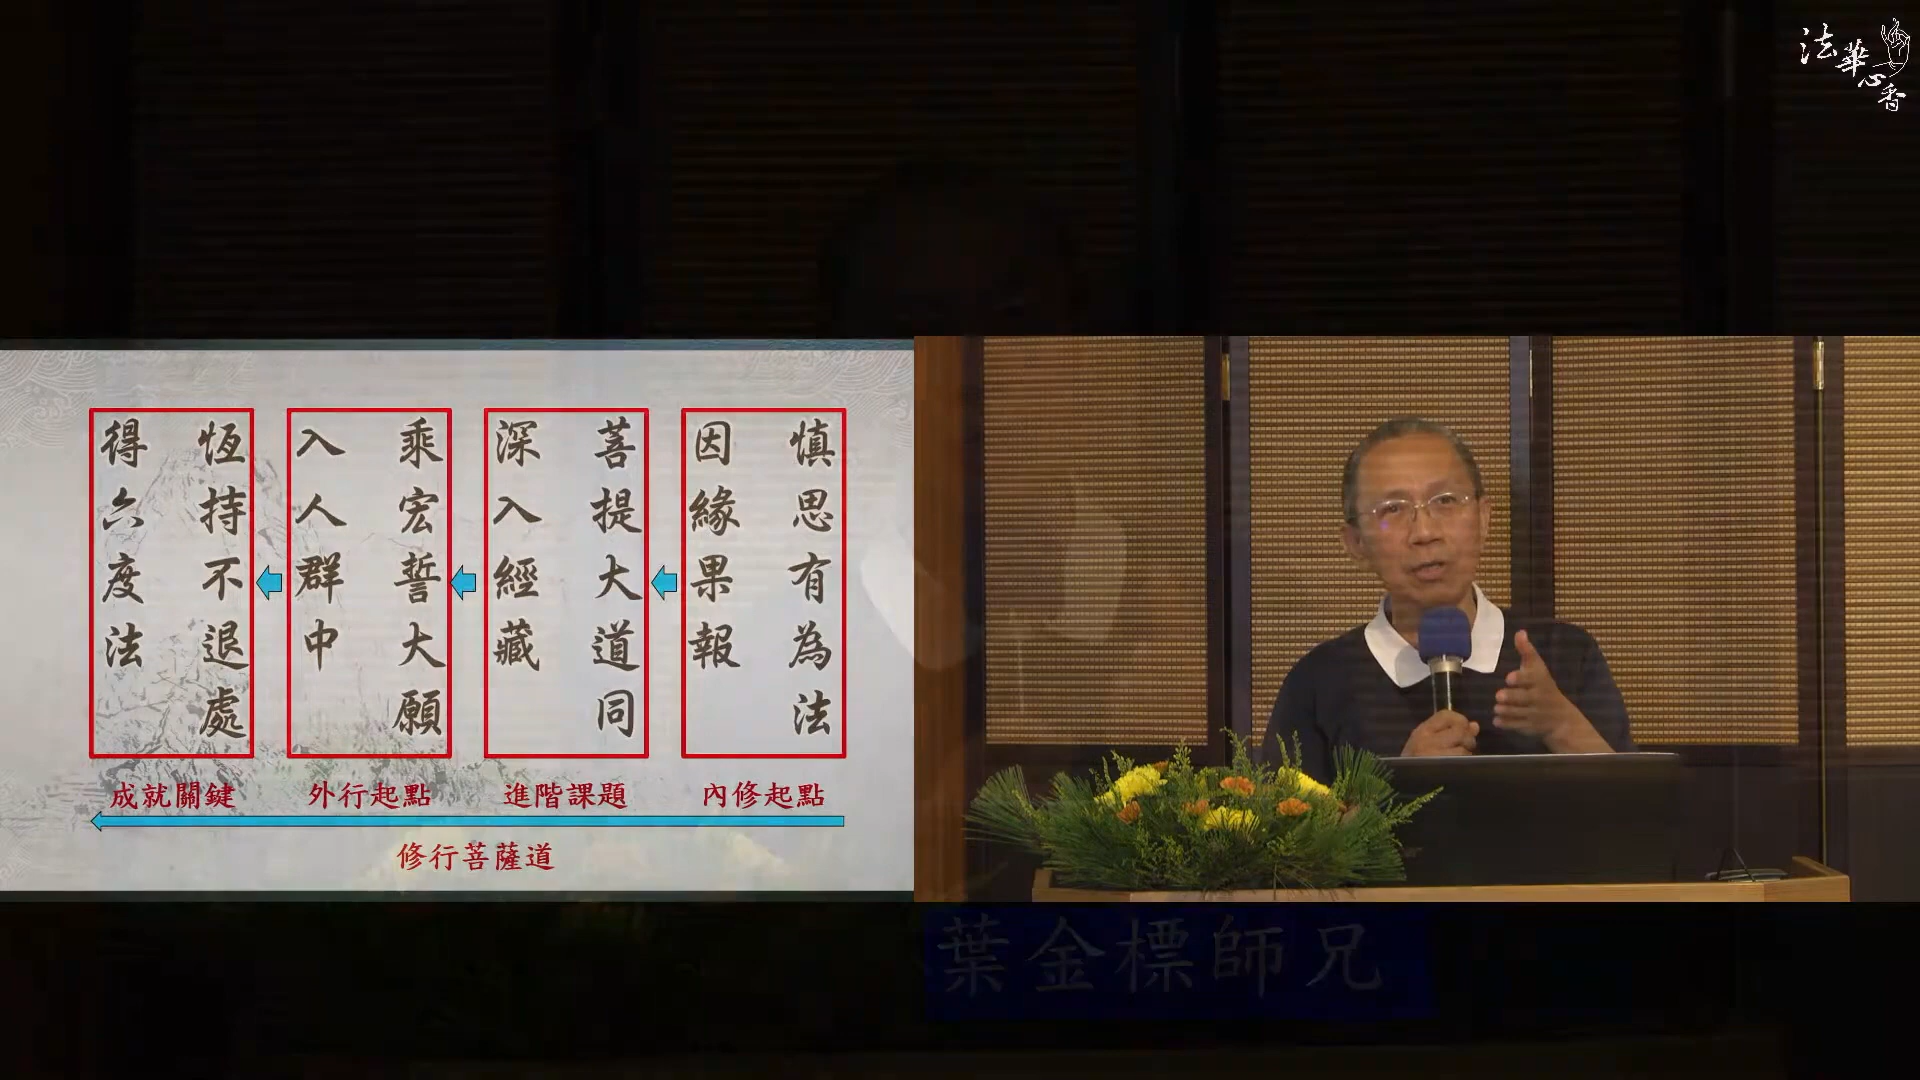 法華心香
慎思有為法
因緣果報
菩提大道同
深入經藏
乘宏誓大願
入人群中
恆持不退處
得六度法
內修起點
進階課題
外行起點
成就關鍵
修行菩薩道
葉金標師兄